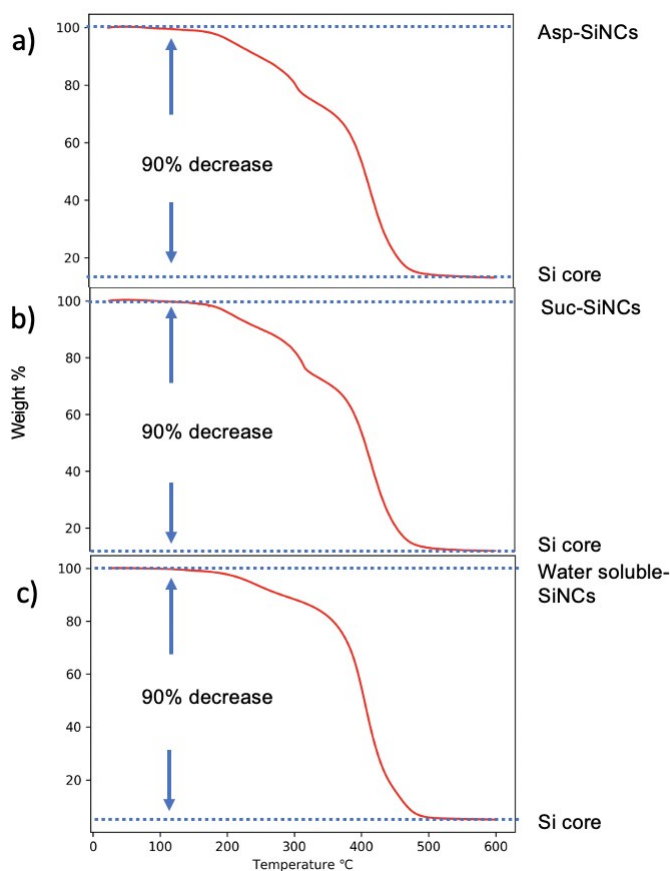 a)
100
80
60
40
20
90% decrease
Asp-SiNCs
Si core
b)
100
80
60
40
20
90% decrease
Suc-SiNCs
Si core
Weight %
c)
100
80
60
40
20
90% decrease
Water soluble-
SiNCs
Si core
0 100 200 300 400 500 600
Temperature °C